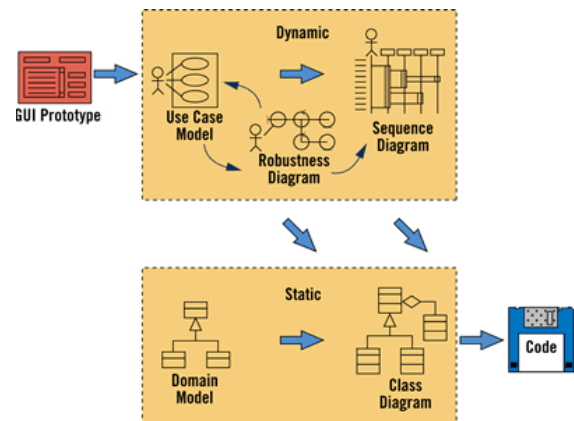 Dynamic
GUI Prototype
Use Case
Model
Robustness
Diagram
Sequence
Diagram
Static
Domain
Model
Class
Diagram
Code